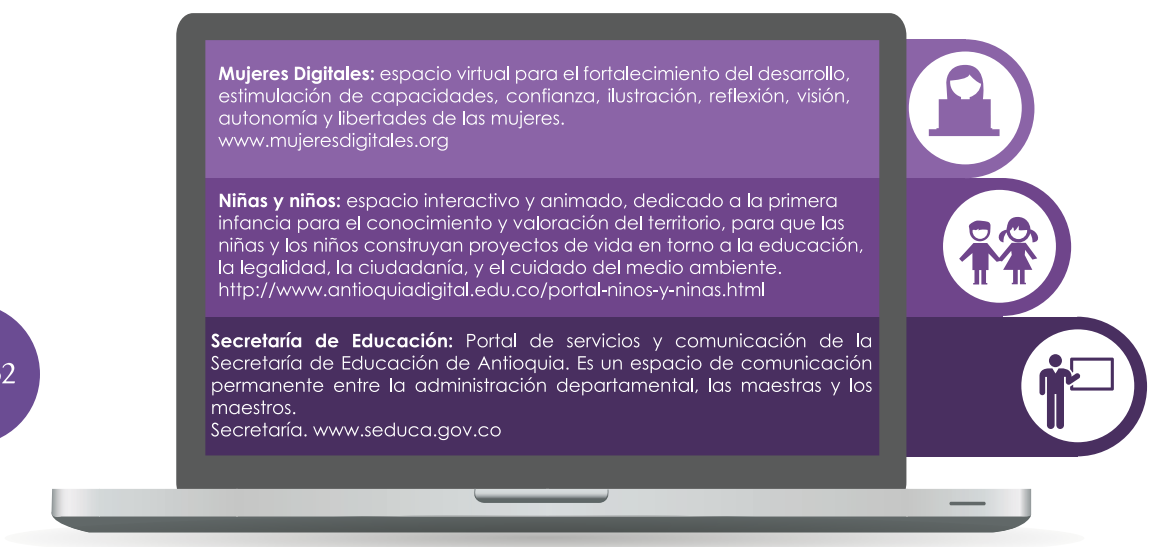 Mujeres Digitales: espacio virtual para el fortalecimiento del desarrollo,
estimulación de capacidades, confianza, ilustración, reflexión, visión,
autonomía y libertades de las mujeres.
www.mujeresdigitales.org
Niñas y niños: espacio interactivo y animado, dedicado a la primera
infancia para el conocimiento y valoración del territorio, para que las
niñas y los niños construyan proyectos de vida en torno a la educación,
la legalidad, la ciudadanía, y el cuidado del medio ambiente.
http://www.antioquiadigital.edu.co/portal-ninos-y-ninas.html
Secretaría de Educación: Portal de servicios y comunicación de la
Secretaría de Educación de Antioquia. Es un espacio de comunicación
permanente entre la administración departamental, las maestras y los
maestros.
Secretaría. www.seduca.gov.co